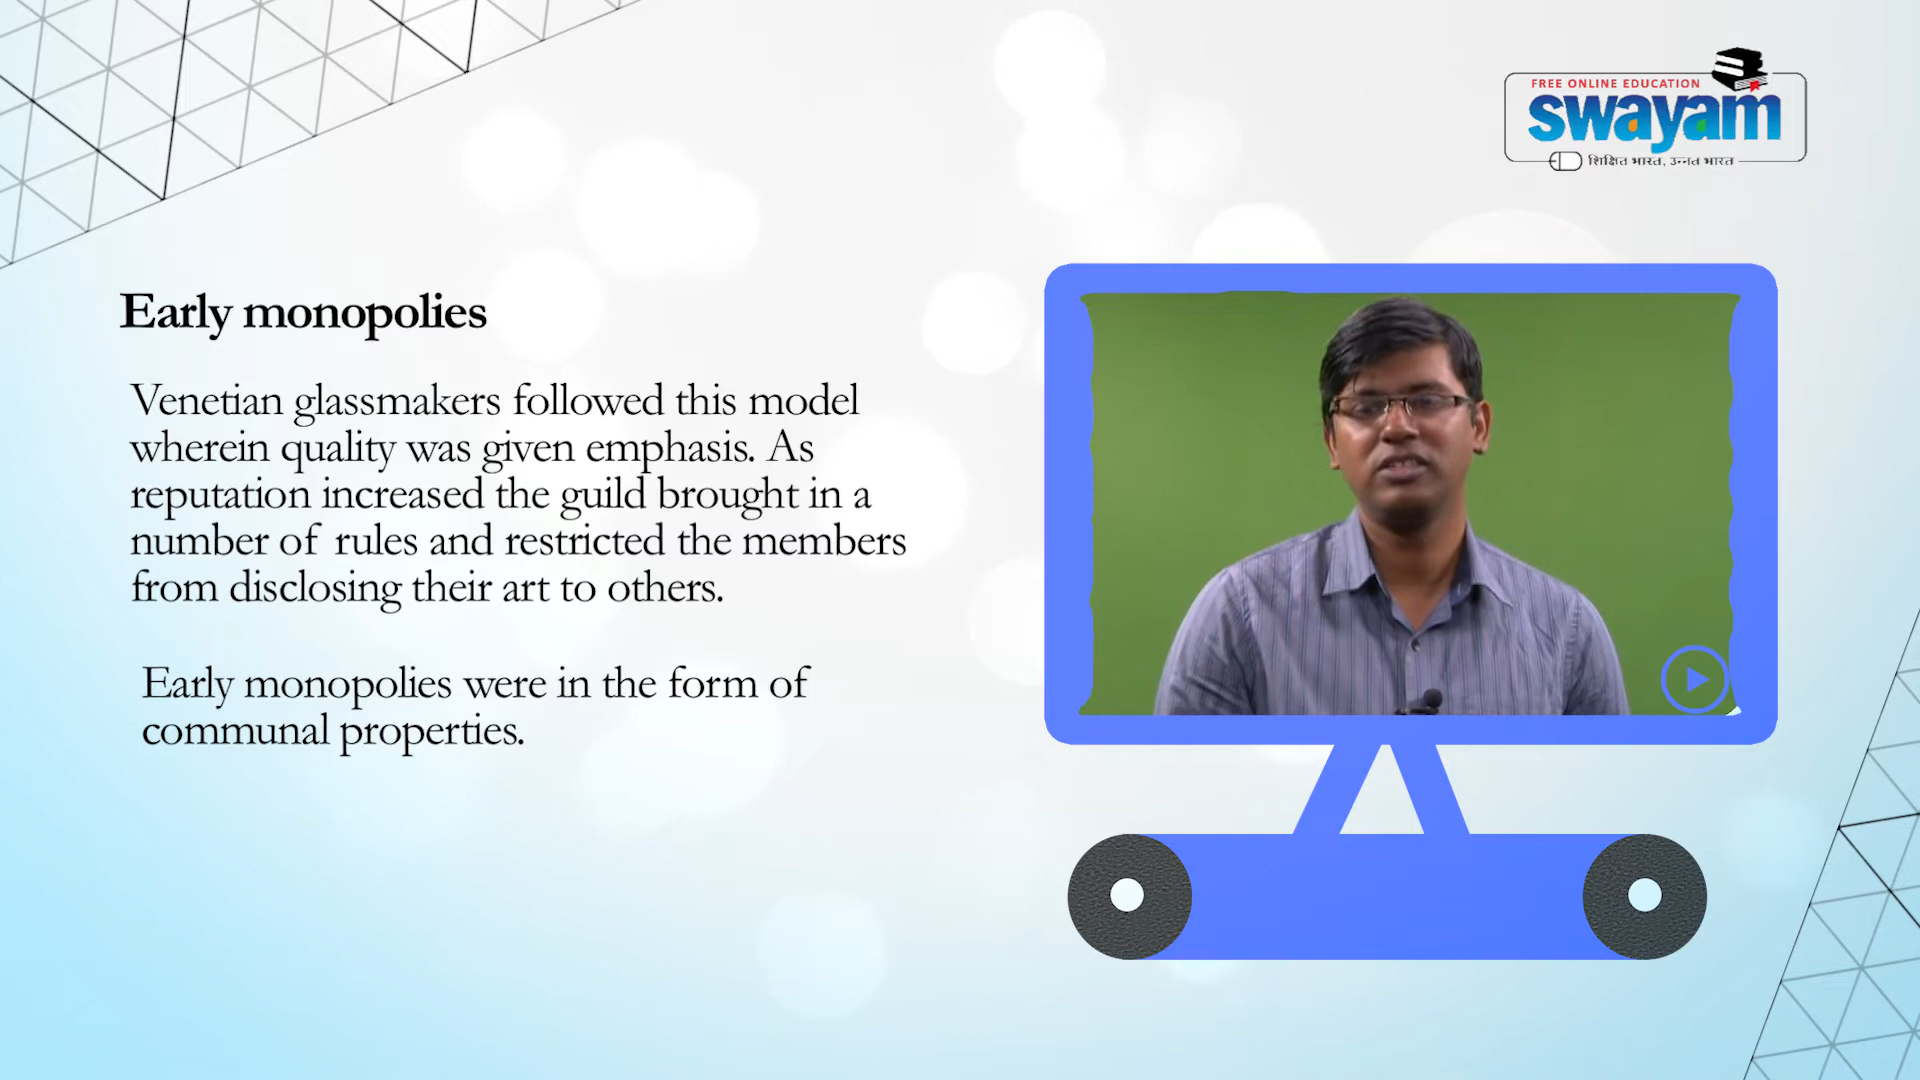 FREE ONLINE EDUCATION
swayam
शिक्षित भारत, उन्नत भारत
Early monopolies
Venetian glassmakers followed this model
wherein quality was given emphasis. As
reputation increased the guild brought in a
number of rules and restricted the members
from disclosing their art to others.
Early monopolies were in the form of
communal properties.